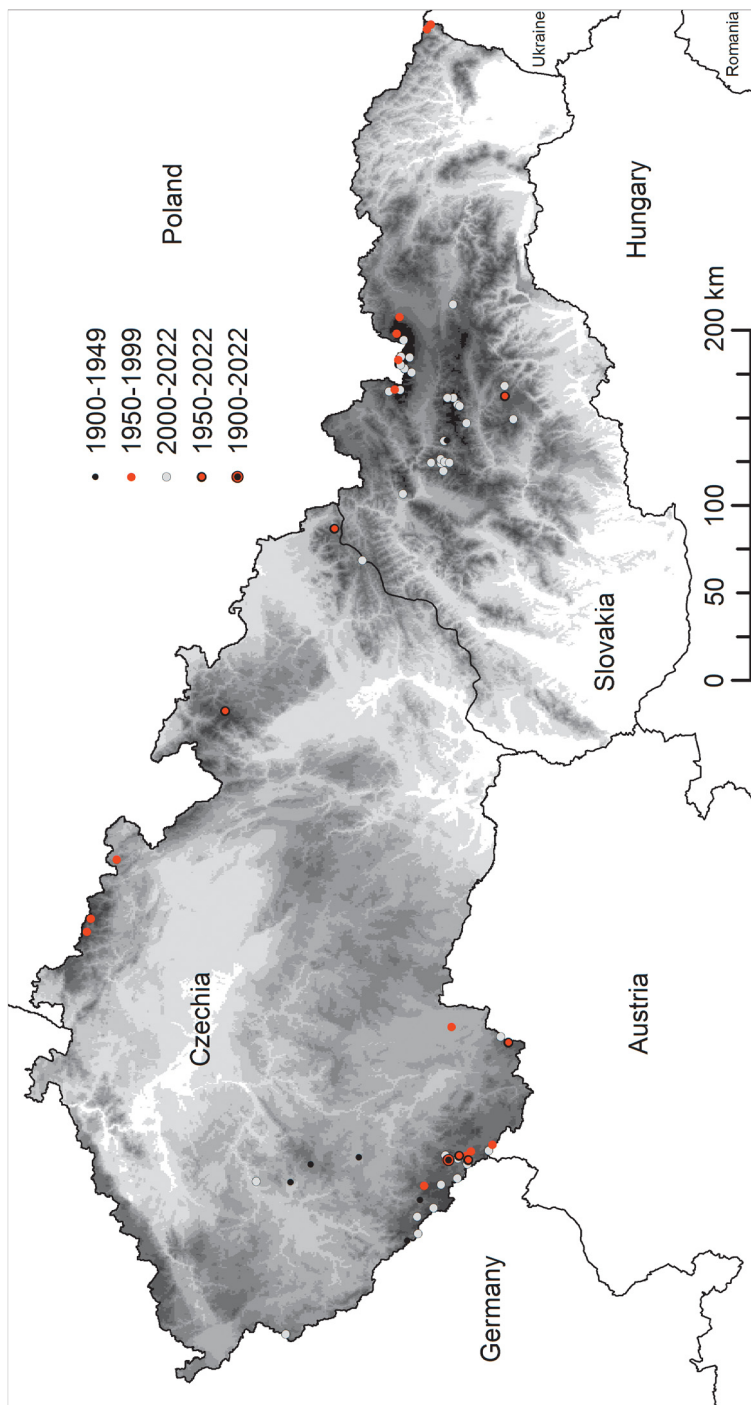 Poland
1900-1949
1950-1999
2000-2022
1950-2022
1900-2022
Czechia
Ukraine
Slovakia
Germany
Austria
Hungary
Romania
0 50 100 200 km